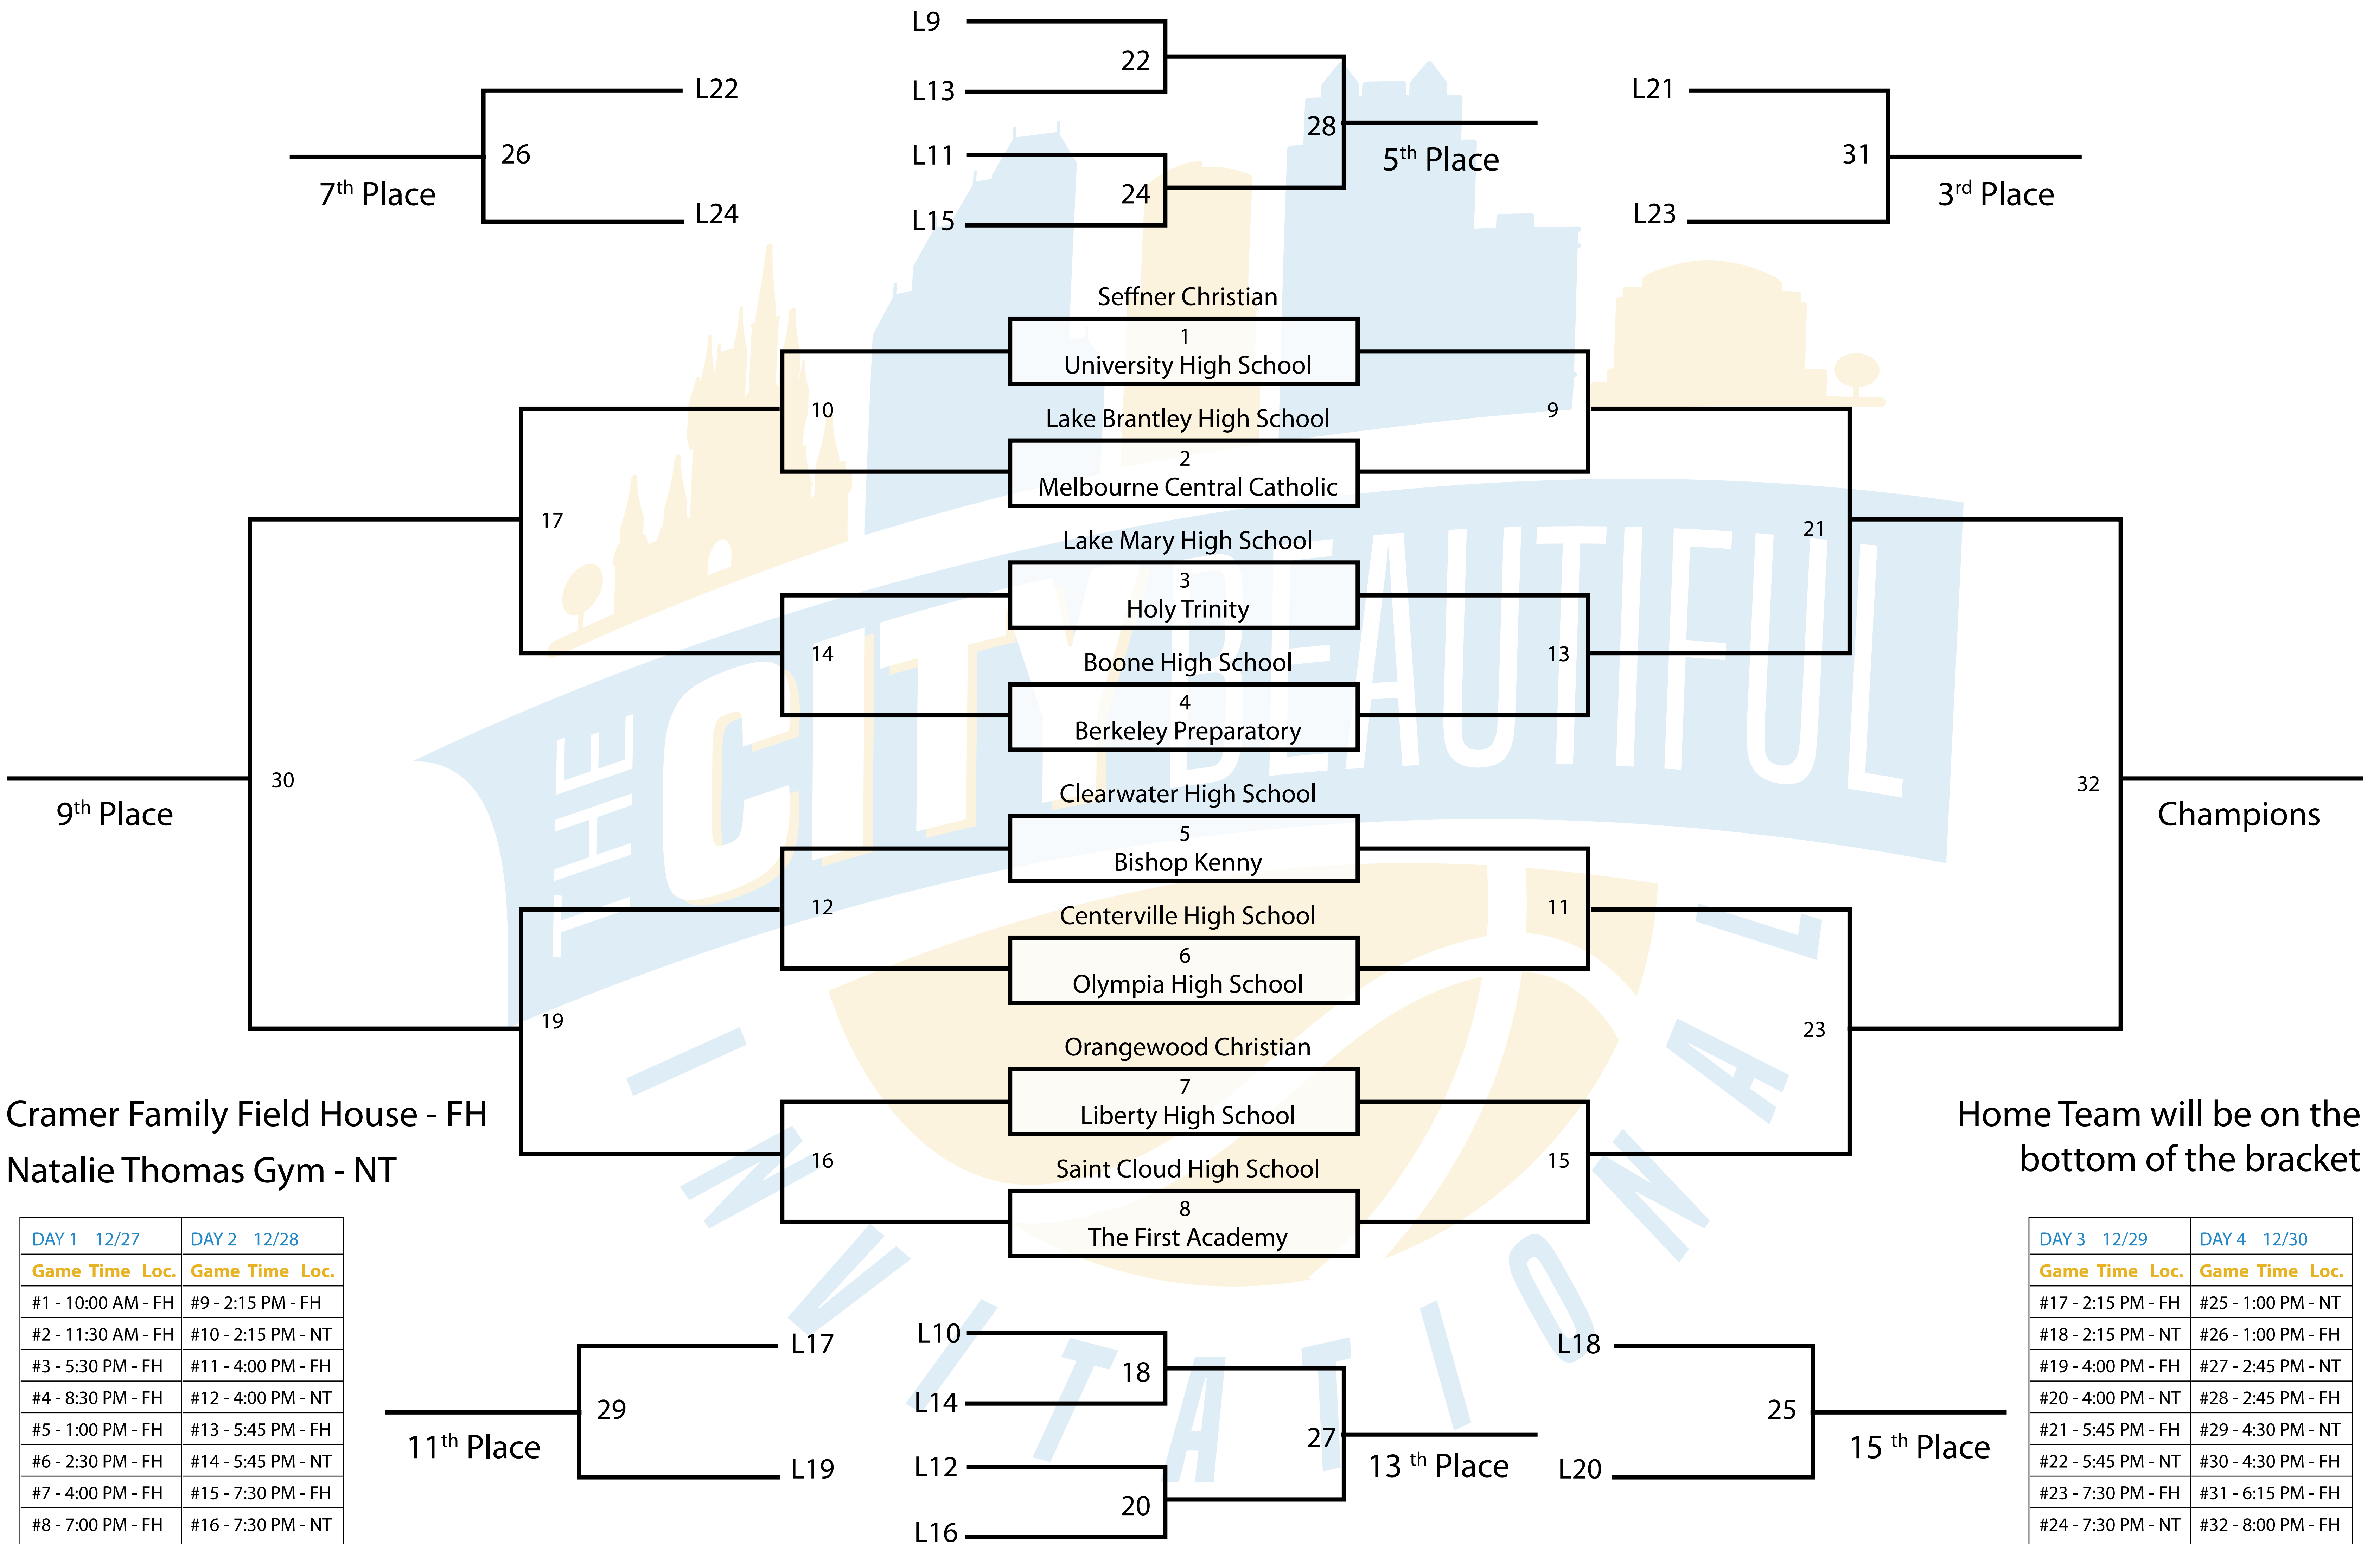 L9
22
L13
L11
24
L15
28
5th Place
L22
26
L24
7th Place
L21
31
L23
3rd Place
Seffner Christian
1
University High School
10
9
Lake Brantley High School
2
Melbourne Central Catholic
17
21
Lake Mary High School
3
Holy Trinity
14
13
Boone High School
4
Berkeley Preparatory
30
9th Place
32
Champions
Clearwater High School
5
Bishop Kenny
12
11
Centerville High School
6
Olympia High School
19
23
Orangewood Christian
7
Liberty High School
16
15
Saint Cloud High School
8
The First Academy
THE CITY BEAUTIFUL
INVITATIONAL
Cramer Family Field House - FH
Natalie Thomas Gym - NT
Home Team will be on the
bottom of the bracket
DAY 1 12/27 DAY 2 12/28
Game Time Loc. Game Time Loc.
#1 - 10:00 AM - FH #9 - 2:15 PM - FH
#2 - 11:30 AM - FH #10 - 2:15 PM - NT
#3 - 5:30 PM - FH #11 - 4:00 PM - FH
#4 - 8:30 PM - FH #12 - 4:00 PM - NT
#5 - 1:00 PM - FH #13 - 5:45 PM - FH
#6 - 2:30 PM - FH #14 - 5:45 PM - NT
#7 - 4:00 PM - FH #15 - 7:30 PM - FH
#8 - 7:00 PM - FH #16 - 7:30 PM - NT
L17
29
L19
11th Place
L10
18
L14
L12
20
L16
27
13 th Place
L18
25
L20
15 th Place
DAY 3 12/29 DAY 4 12/30
Game Time Loc. Game Time Loc.
#17 - 2:15 PM - FH #25 - 1:00 PM - NT
#18 - 2:15 PM - NT #26 - 1:00 PM - FH
#19 - 4:00 PM - FH #27 - 2:45 PM - NT
#20 - 4:00 PM - NT #28 - 2:45 PM - FH
#21 - 5:45 PM - FH #29 - 4:30 PM - NT
#22 - 5:45 PM - NT #30 - 4:30 PM - FH
#23 - 7:30 PM - FH #31 - 6:15 PM - FH
#24 - 7:30 PM - NT #32 - 8:00 PM - FH